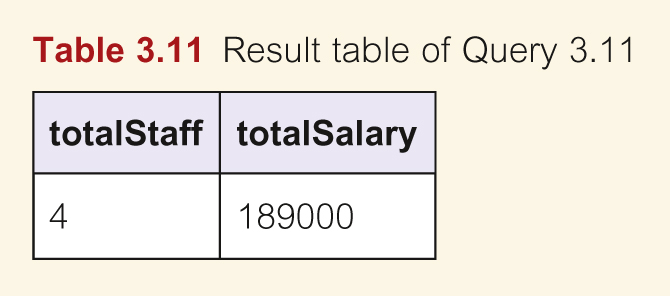 Table 3.11 Result table of Query 3.11
totalStaff totalSalary
4 189000